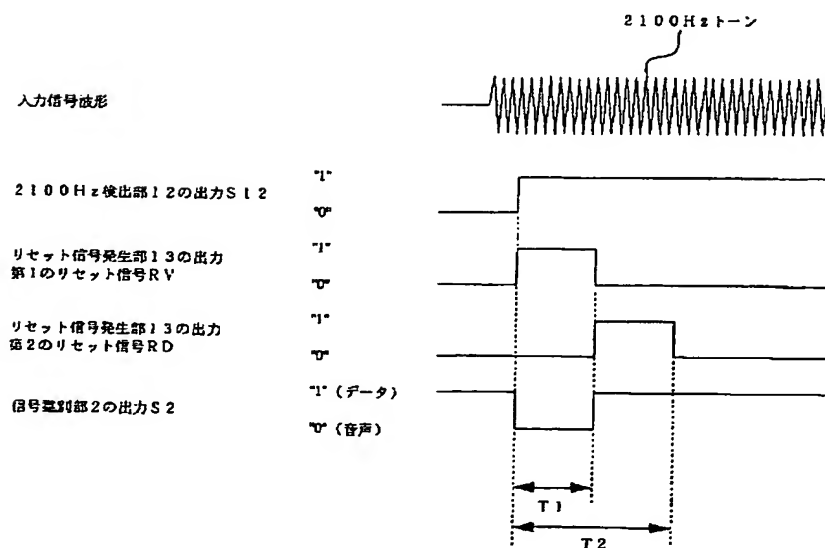 2100Hzトーン
入力信号波形
2100Hz検出部12の出力S12
"1"
"0"
リセット信号発生部13の出力
第1のリセット信号RV
"1"
"0"
リセット信号発生部13の出力
第2のリセット信号RD
"1"
"0"
信号識別部2の出力S2
"1"(データ)
"0"(音声)
T1
T2